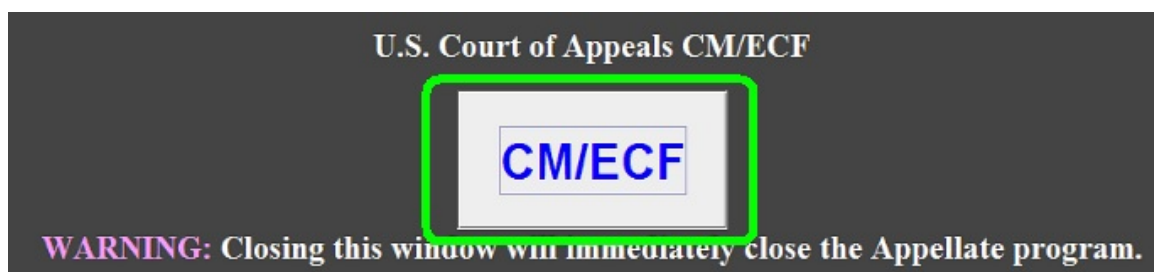 U.S. Court of Appeals CM/ECF
CM/ECF
WARNING: Closing this window will immediately close the Appellate program.